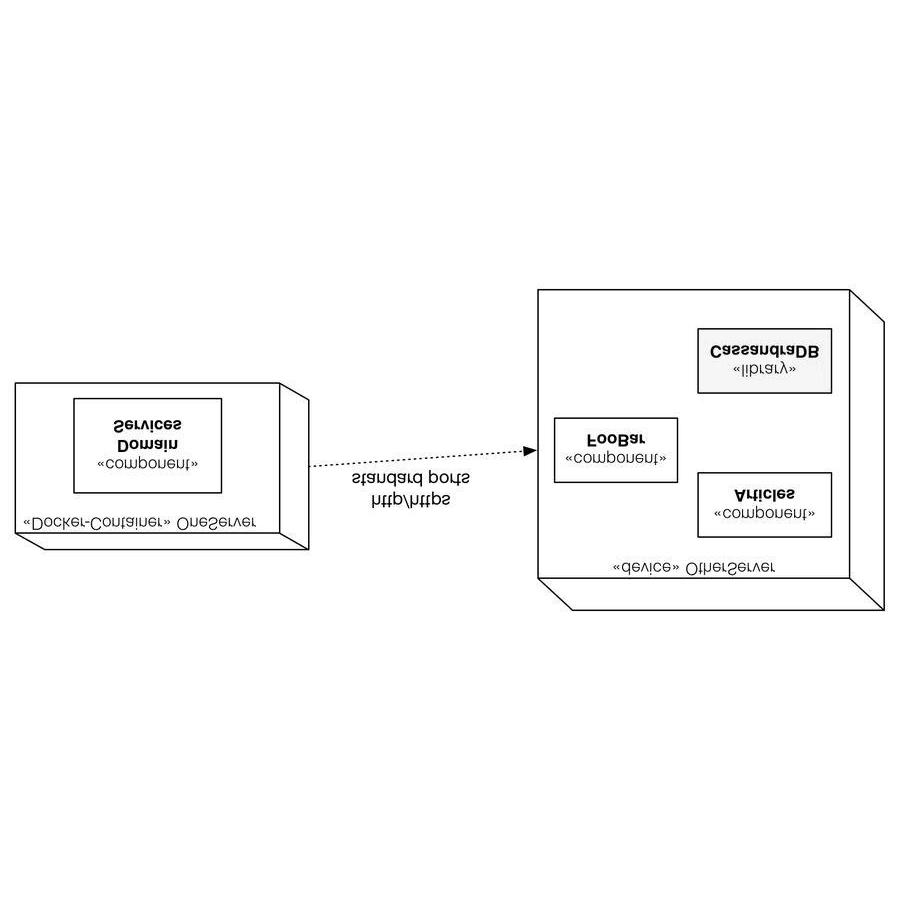 «Docker-Container» OneServer
«component»
Domain
Services
http/https
standard ports
«device» OtherServer
«component»
Articles
«component»
FooBar
«library»
CassandraDB